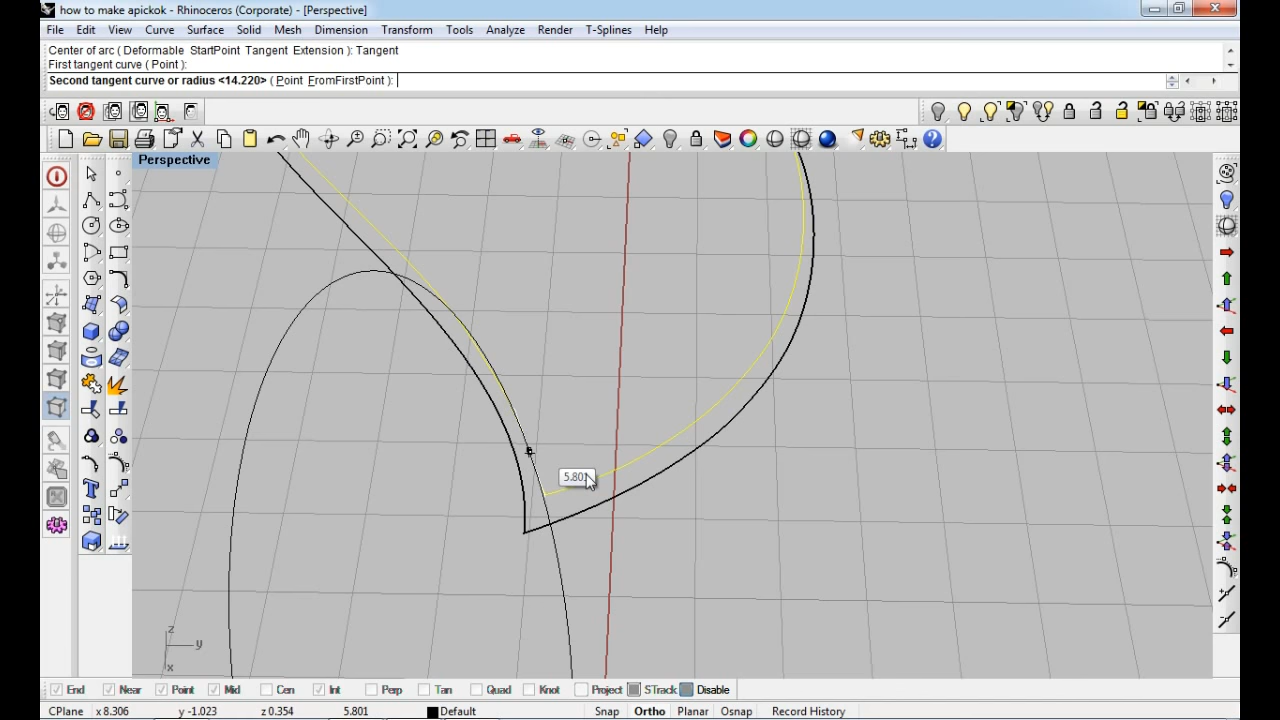 how to make apickok - Rhinoceros (Corporate) - [Perspective]
File Edit View Curve Surface Solid Mesh Dimension Transform Tools Analyze Render T-Splines Help
Center of arc ( Deformable StartPoint Tangent Extension ): Tangent
First tangent curve ( Point ):
Second tangent curve or radius <14.220> ( Point FromFirstPoint ):
Perspective
5.801
z
y
x
End Near Point Mid Cen Int Perp Tan Quad Knot Project STrack Disable
CPlane x 8.306 y -1.023 z 0.354 5.801 Default Snap Ortho Planar Osnap Record History